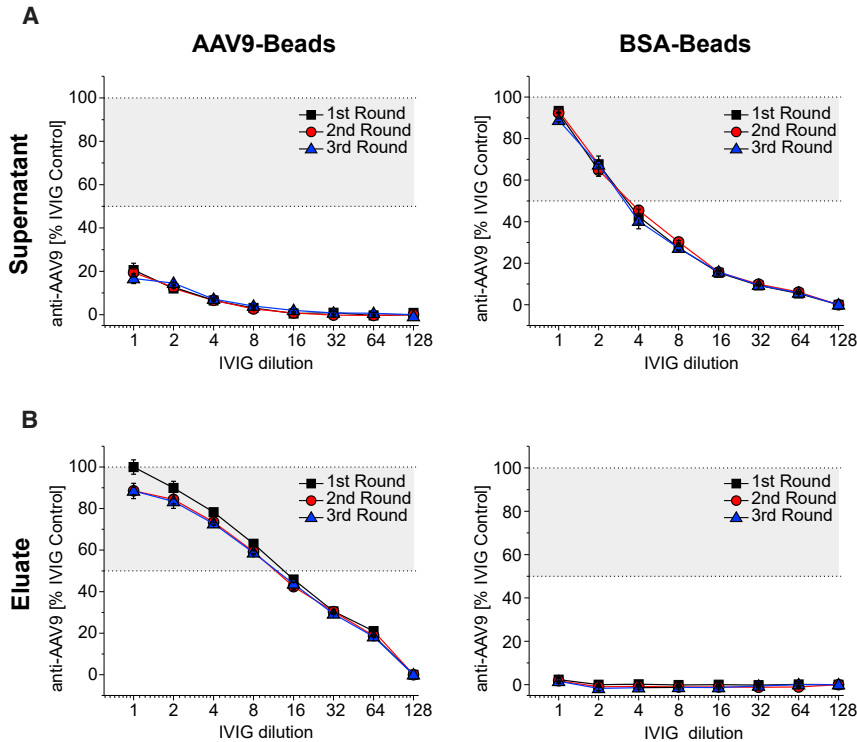 A
AAV9-Beads
BSA-Beads
Supernatant
anti-AAV9 [% IVIG Control]
100
80
60
40
20
0
1st Round
2nd Round
3rd Round
1 2 4 8 16 32 64 128
IVIG dilution
anti-AAV9 [% IVIG Control]
100
80
60
40
20
0
1st Round
2nd Round
3rd Round
1 2 4 8 16 32 64 128
IVIG dilution
B
Eluate
anti-AAV9 [% IVIG Control]
100
80
60
40
20
0
1st Round
2nd Round
3rd Round
1 2 4 8 16 32 64 128
IVIG dilution
anti-AAV9 [% IVIG Control]
100
80
60
40
20
0
1st Round
2nd Round
3rd Round
1 2 4 8 16 32 64 128
IVIG dilution